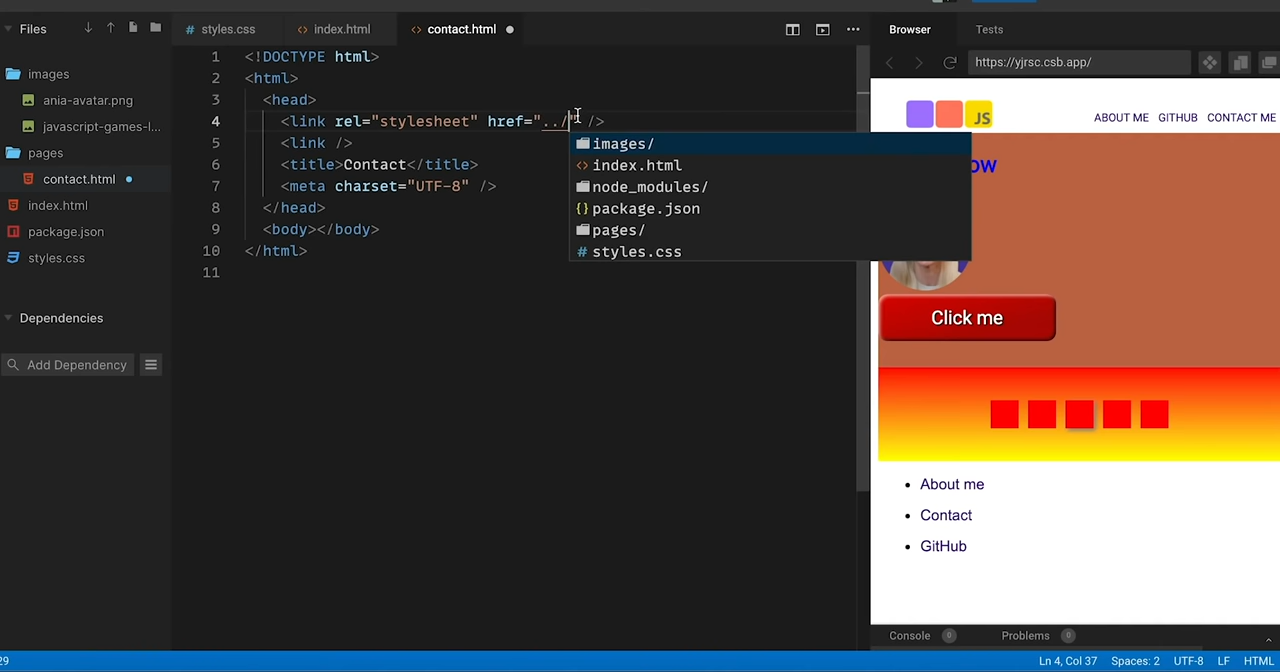 Files
styles.css
index.html
contact.html
Browser
Tests
https://yjrsc.csb.app/
images
ania-avatar.png
javascript-games-l...
pages
contact.html
index.html
package.json
styles.css
Dependencies
Add Dependency
1 <!DOCTYPE html>
2 <html>
3 <head>
4 <link rel="stylesheet" href="../" />
5 <link />
6 <title>Contact</title>
7 <meta charset="UTF-8" />
8 </head>
9 <body></body>
10 </html>
11
images/
index.html
node_modules/
{} package.json
pages/
# styles.css
JS
ABOUT ME GITHUB CONTACT ME
Click me
About me
Contact
GitHub
Console 0 Problems 0
29
Ln 4, Col 37 Spaces: 2 UTF-8 LF HTML